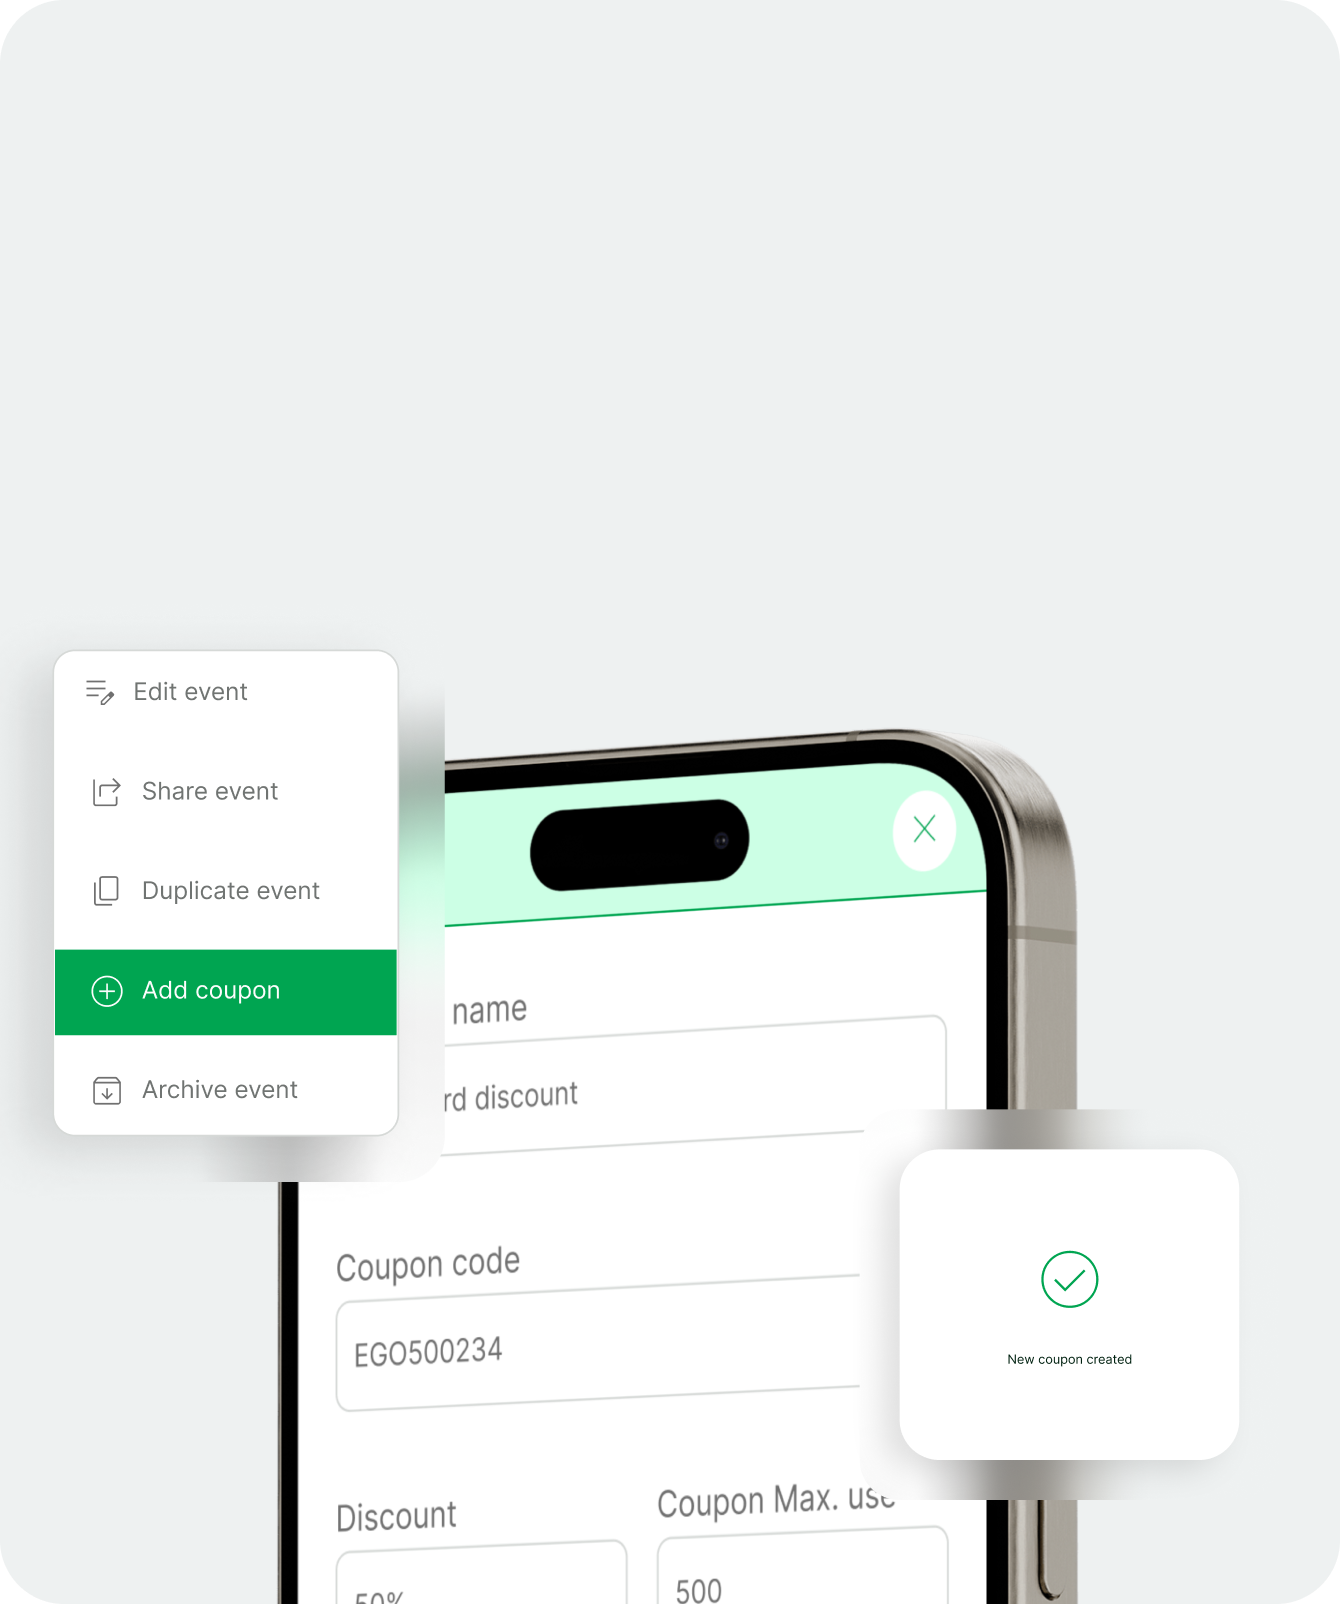 Edit event
Share event
Duplicate event
Add coupon
Archive event
name
rd discount
Coupon code
EGO500234
Discount
Coupon Max. use
50%
500
New coupon created